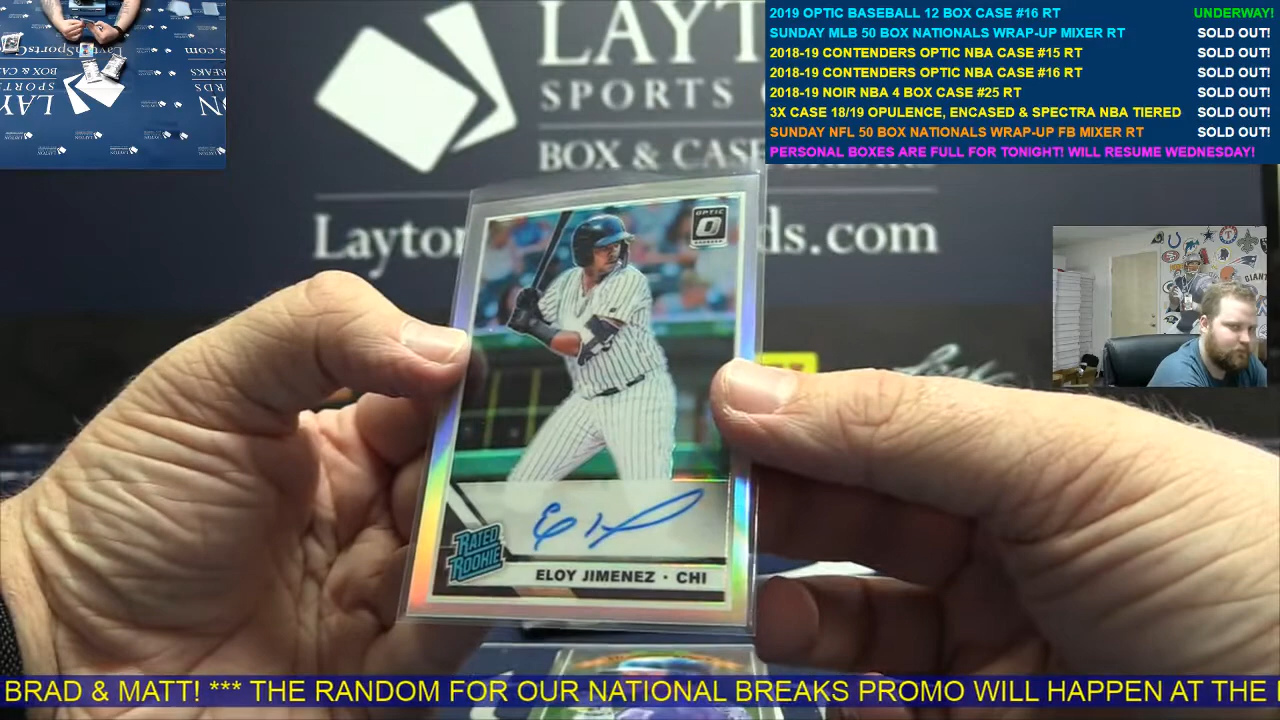 2019 OPTIC BASEBALL 12 BOX CASE #16 RT UNDERWAY!
SUNDAY MLB 50 BOX NATIONALS WRAP-UP MIXER RT SOLD OUT!
2018-19 CONTENDERS OPTIC NBA CASE #15 RT SOLD OUT!
2018-19 CONTENDERS OPTIC NBA CASE #16 RT SOLD OUT!
2018-19 NOIR NBA 4 BOX CASE #25 RT SOLD OUT!
3X CASE 18/19 OPULENCE, ENCASED & SPECTRA NBA TIERED SOLD OUT!
SUNDAY NFL 50 BOX NATIONALS WRAP-UP FB MIXER RT SOLD OUT!
PERSONAL BOXES ARE FULL FOR TONIGHT! WILL RESUME WEDNESDAY!
LAYT
SPORTS
BOX & CASE BREAKS
Layton
ds.com
OPTIC
RATED
ROOKIE
ELOY JIMENEZ · CHI
BRAD & MATT! *** THE RANDOM FOR OUR NATIONAL BREAKS PROMO WILL HAPPEN AT THE